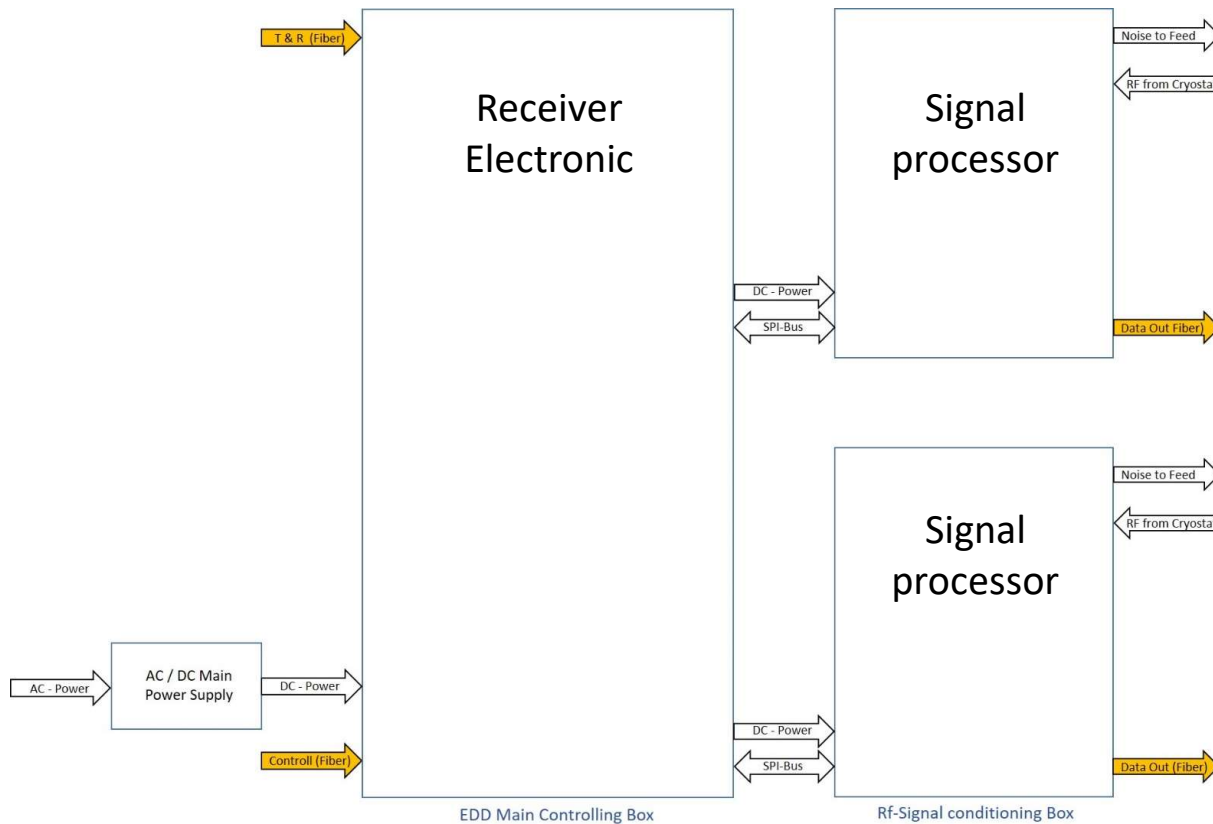 T & R (Fiber)
Receiver
Electronic
Signal
processor
Noise to Feed
RF from Cryosta
DC - Power
SPI-Bus
Data Out Fiber)
Signal
processor
Noise to Feed
RF from Cryosta
AC - Power
AC / DC Main
Power Supply
DC - Power
Controll (Fiber)
DC - Power
SPI-Bus
Data Out (Fiber)
EDD Main Controlling Box
Rf-Signal conditioning Box